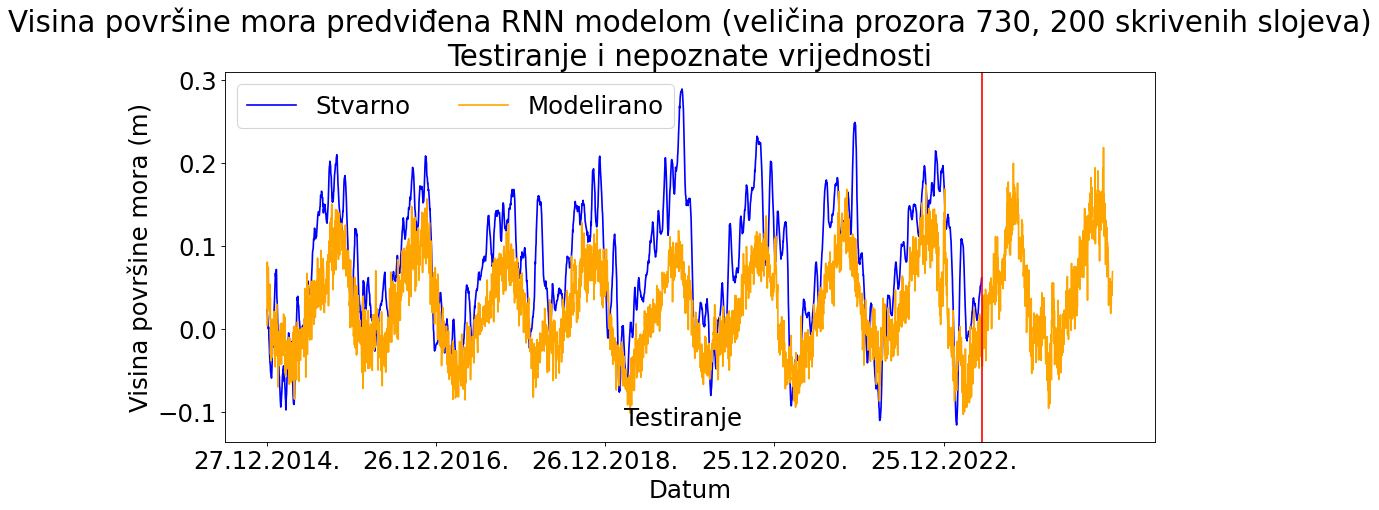 Visina površine mora predviđena RNN modelom (veličina prozora 730, 200 skrivenih slojeva)
Testiranje i nepoznate vrijednosti
Stvarno
Modelirano
Visina površine mora (m)
0.3
0.2
0.1
0.0
−0.1
Testiranje
27.12.2014.
26.12.2016.
26.12.2018.
25.12.2020.
25.12.2022.
Datum